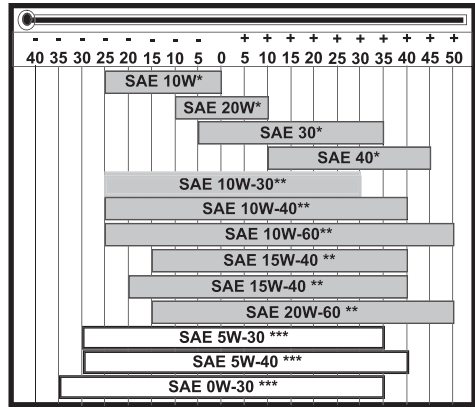 - - - - - - - - + + + + + + + + + +
40 35 30 25 20 15 10 5 0 5 10 15 20 25 30 35 40 45 50
SAE 10W*
SAE 20W*
SAE 30*
SAE 40*
SAE 10W-30**
SAE 10W-40**
SAE 10W-60**
SAE 15W-40 **
SAE 15W-40 **
SAE 20W-60 **
SAE 5W-30 ***
SAE 5W-40 ***
SAE 0W-30 ***